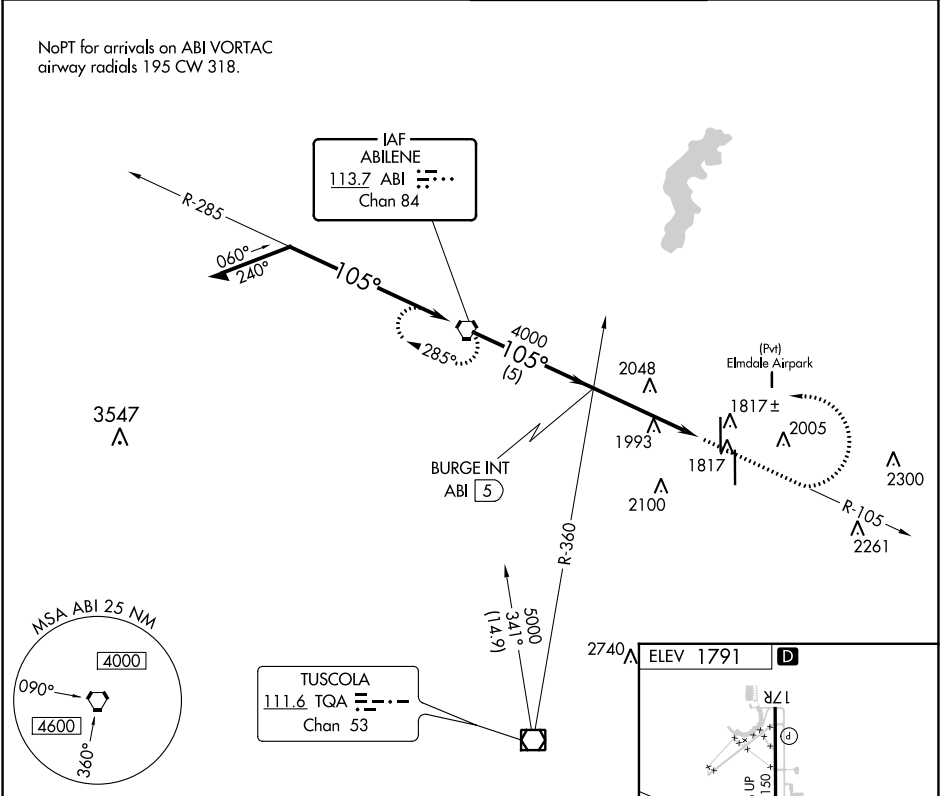 NoPT for arrivals on ABI VORTAC
airway radials 195 CW 318.
IAF
ABILENE
113.7 ABI
Chan 84
R-285
060°
240°
105°
285°
4000
105°
(5)
(Pvt)
Elmdale Airpark
2048
1817±
2005
1993
1817
3547
BURGE INT
ABI 5
2100
2300
R-105
2261
R-360
5000
341°
(14.9)
MSA ABI 25 NM
4000
090°
4600
360°
TUSCOLA
111.6 TQA
Chan 53
2740
ELEV 1791 D
17R
P
UP
150